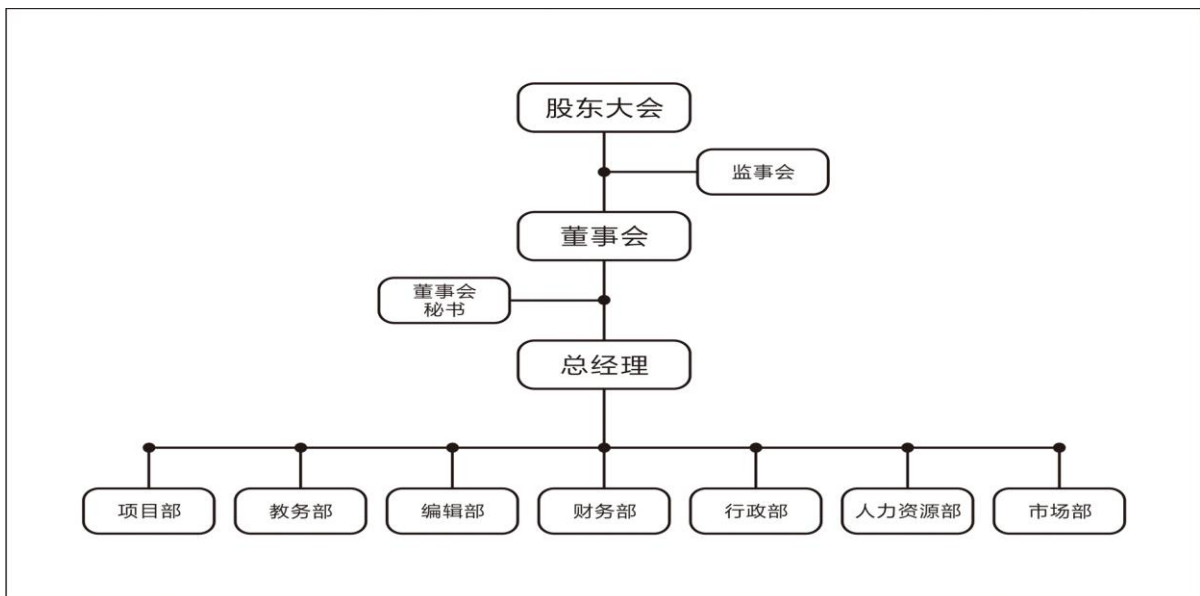 股东大会
监事会
董事会
董事会
秘书
总经理
项目部
教务部
编辑部
财务部
行政部
人力资源部
市场部